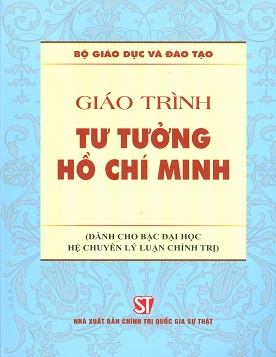 BỘ GIÁO DỤC VÀ ĐÀO TẠO
GIÁO TRÌNH
TƯ TƯỞNG
HỒ CHÍ MINH
(DÀNH CHO BẬC ĐẠI HỌC
HỆ CHUYÊN LÝ LUẬN CHÍNH TRỊ)
ST
NHÀ XUẤT BẢN CHÍNH TRỊ QUỐC GIA SỰ THẬT